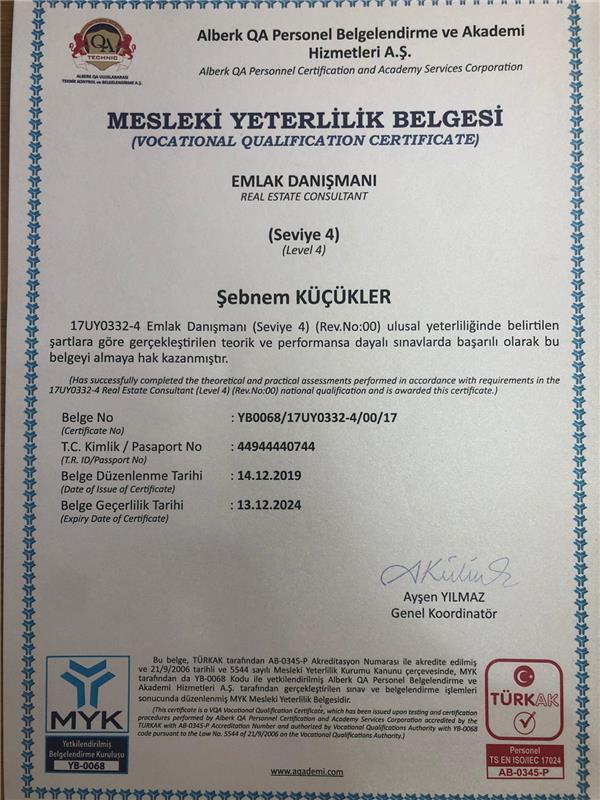 QA
TECHNIC
ALBERK QA ULUSLARARASI
TEKNİK KONTROL ve BELGELENDİRME A.Ş.
Alberk QA Personel Belgelendirme ve Akademi
Hizmetleri A.Ş.
Alberk QA Personnel Certification and Academy Services Corporation
MESLEKİ YETERLİLİK BELGESİ
(VOCATIONAL QUALIFICATION CERTIFICATE)
EMLAK DANIŞMANI
REAL ESTATE CONSULTANT
(Seviye 4)
(Level 4)
Şebnem KÜÇÜKLER
17UY0332-4 Emlak Danışmanı (Seviye 4) (Rev.No:00) ulusal yeterliliğinde belirtilen
şartlara göre gerçekleştirilen teorik ve performansa dayalı sınavlarda başarılı olarak bu
belgeyi almaya hak kazanmıştır.
(Has successfully completed the theoretical and practical assessments performed in accordance with requirements in the
17UY0332-4 Real Estate Consultant (Level 4) (Rev.No:00) national qualification and is awarded this certificate.)
Belge No : YB0068/17UY0332-4/00/17
(Certificate No)
T.C. Kimlik / Pasaport No : 44944440744
(T.R. ID/Passport No)
Belge Düzenlenme Tarihi : 14.12.2019
(Date of Issue of Certificate)
Belge Geçerlilik Tarihi : 13.12.2024
(Expiry Date of Certificate)
Ayşen YILMAZ
Genel Koordinatör
Bu belge, TÜRKAK tarafından AB-0345-P Akreditasyon Numarası ile akredite edilmiş
ve 21/9/2006 tarihli ve 5544 sayılı Mesleki Yeterlilik Kurumu Kanunu çerçevesinde, MYK
tarafından da YB-0068 Kodu ile yetkilendirilmiş Alberk QA Personel Belgelendirme ve
Akademi Hizmetleri A.Ş. tarafından gerçekleştirilen sınav ve belgelendirme işlemleri
sonucunda düzenlenmiş MYK Mesleki Yeterlilik Belgesidir.
(This certificate is a VQA Vocational Qualification Certificate, which has been issued upon testing and certification
procedures performed by Alberk QA Personnel Certification and Academy Services Corporation accredited by the
TURKAK with AB-0345-P Accreditation Number and authorized by Vocational Qualifications Authority with YB-0068
code pursuant to the Law No. 5544 of 21/9/2006 on the Vocational Qualifications Authority.)
MYK
Yetkilendirilmiş
Belgelendirme Kuruluşu
YB-0068
TÜRKAK
Personel
TS EN ISO/IEC 17024
AB-0345-P
www.aqademi.com